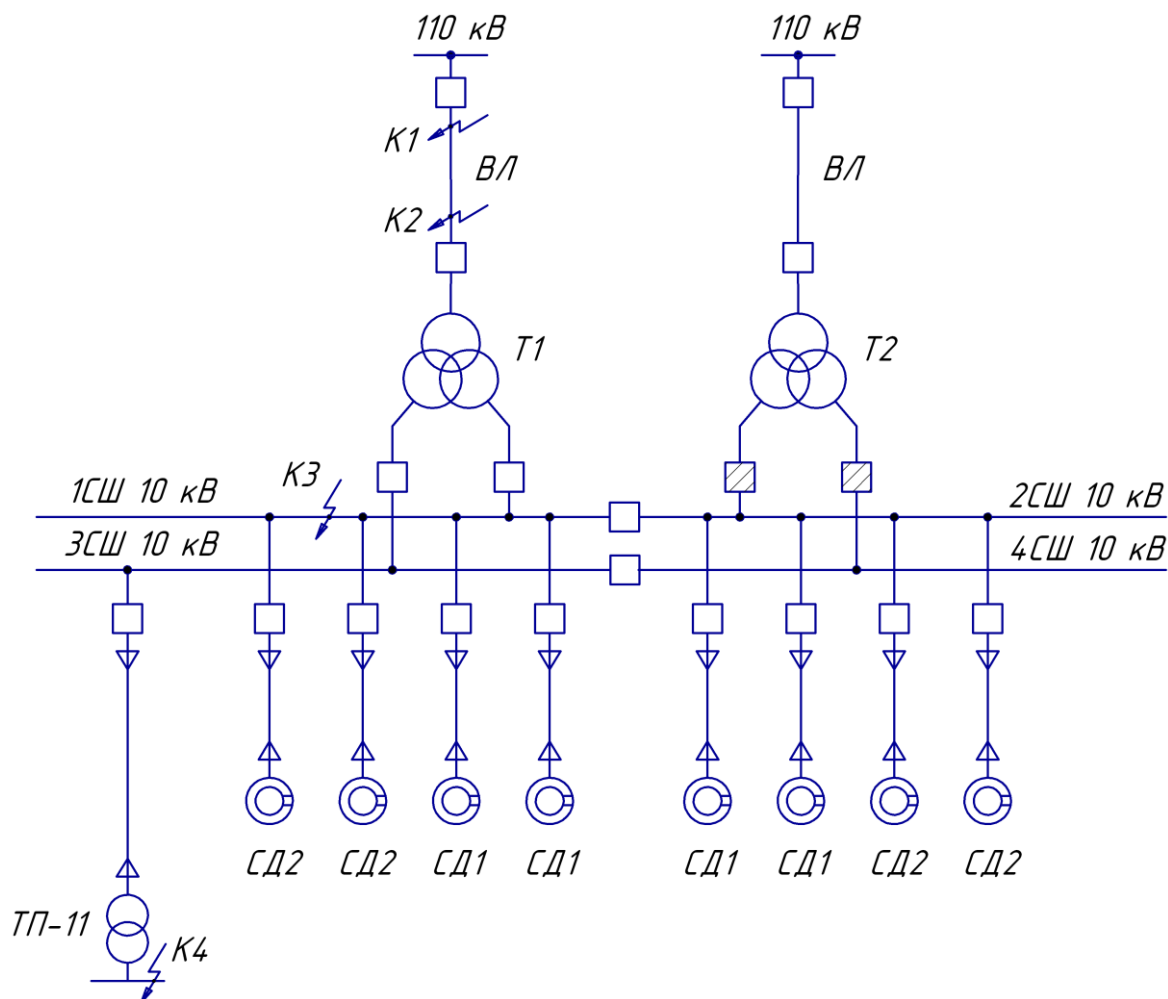 110 кВ
110 кВ
К1
ВЛ
ВЛ
К2
Т1
Т2
К3
1СШ 10 кВ
2СШ 10 кВ
3СШ 10 кВ
4СШ 10 кВ
СД2
СД2
СД1
СД1
СД1
СД1
СД2
СД2
ТП-11
К4